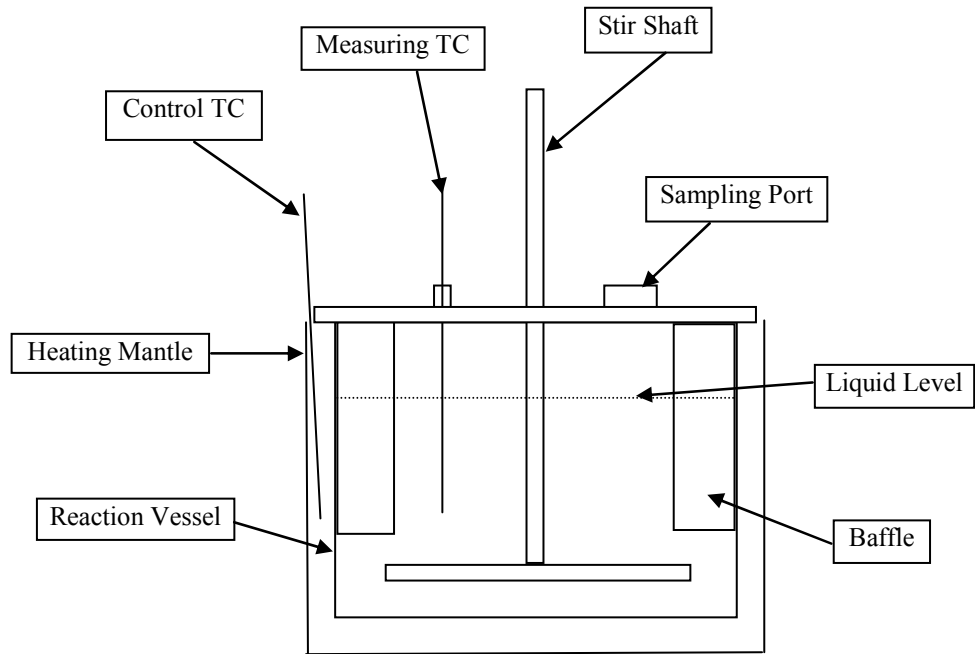 Stir Shaft
Measuring TC
Control TC
Sampling Port
Heating Mantle
Liquid Level
Reaction Vessel
Baffle